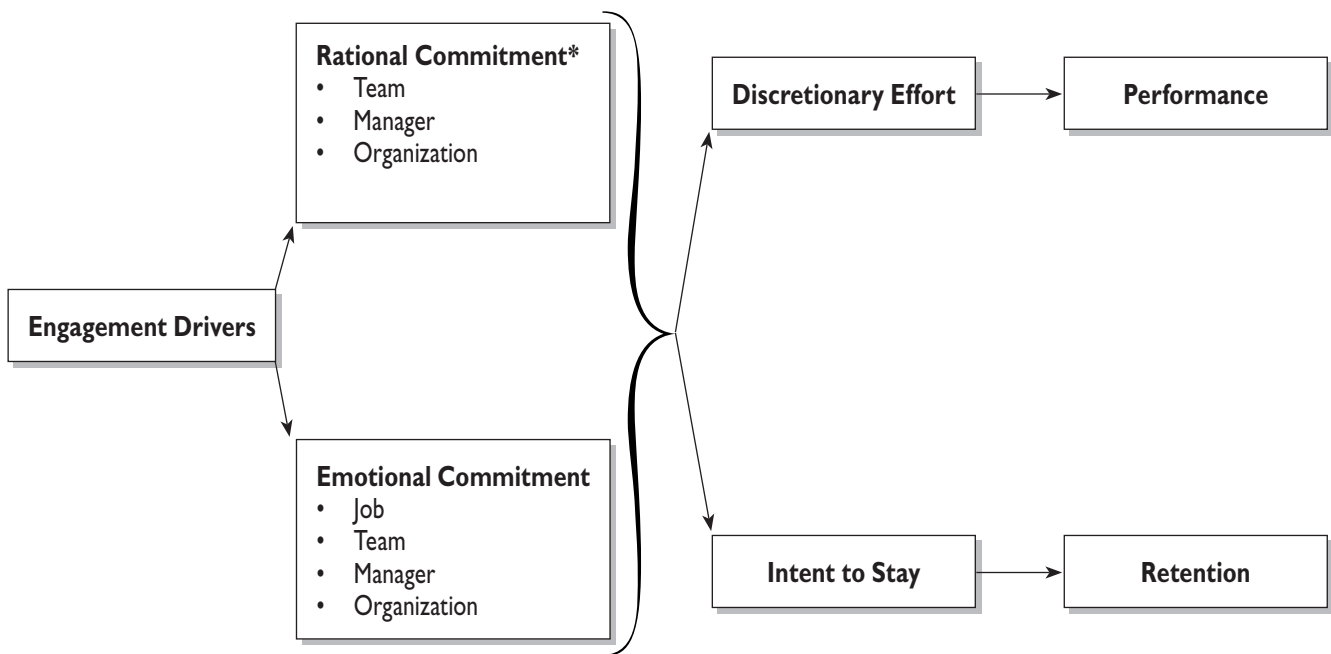 Rational Commitment*
• Team
• Manager
• Organization
Discretionary Effort
Performance
Engagement Drivers
Emotional Commitment
• Job
• Team
• Manager
• Organization
Intent to Stay
Retention